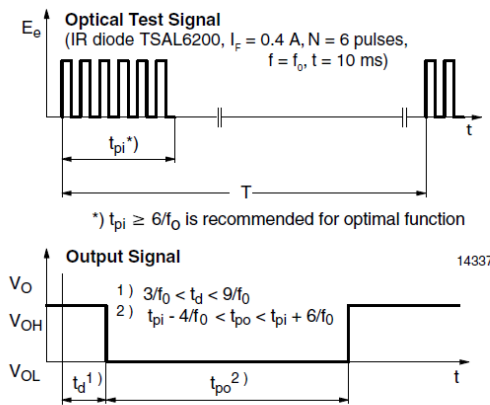 Optical Test Signal
Eₑ
(IR diode TSAL6200, I_F = 0.4 A, N = 6 pulses,
f = f₀, t = 10 ms)
t
t_pi*)
T
*) t_pi ≥ 6/f₀ is recommended for optimal function
Output Signal
14337
V_O
1) 3/f₀ < t_d < 9/f₀
2) t_pi - 4/f₀ < t_po < t_pi + 6/f₀
V_OH
V_OL
t_d1)
t_po2)
t